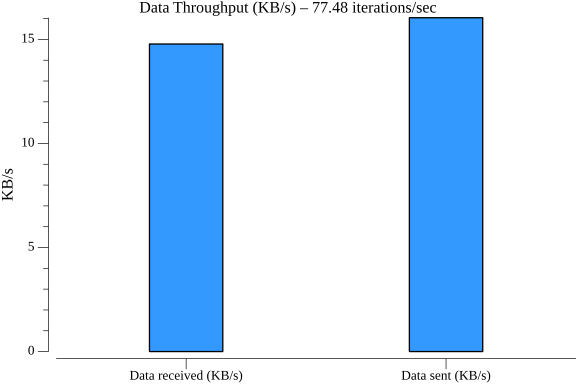 Data Throughput (KB/s) – 77.48 iterations/sec
KB/s
15
10
5
0
Data received (KB/s)
Data sent (KB/s)